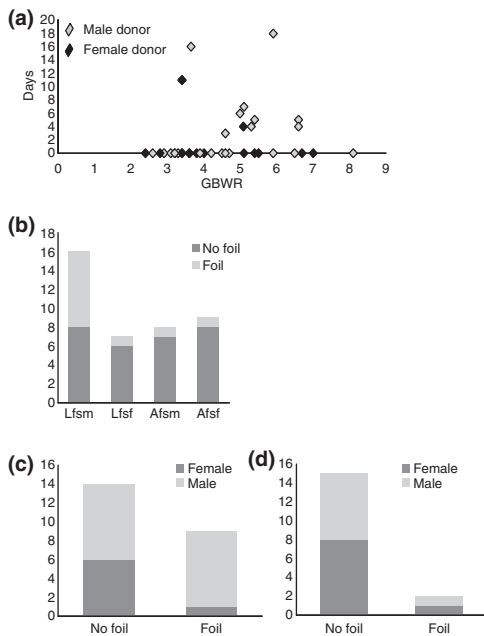 (a)
20
18
16
14
12
10
8
6
4
2
0
Days
Male donor
Female donor
0 1 2 3 4 5 6 7 8 9
GBWR
(b)
18
16
14
12
10
8
6
4
2
0
No foil
Foil
Lfsm Lfsf Afsm Afsf
(c)
16
14
12
10
8
6
4
2
0
Female
Male
No foil Foil
(d)
16
14
12
10
8
6
4
2
0
Female
Male
No foil Foil